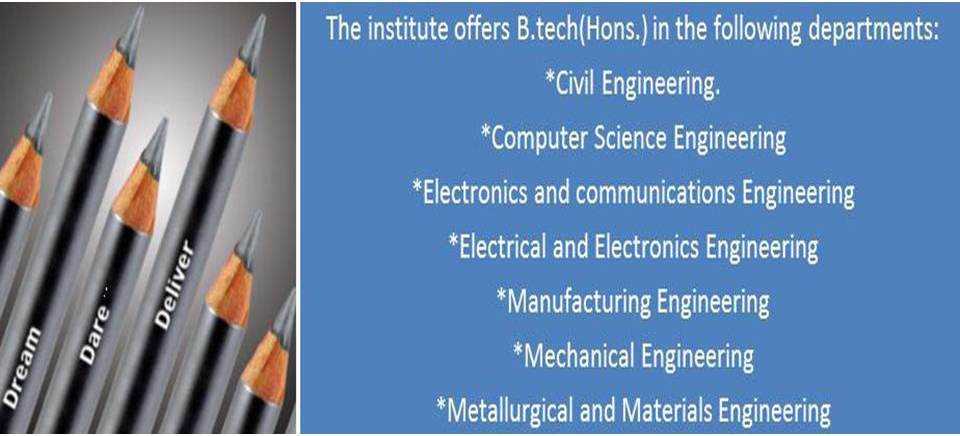 Dream
Dare
Deliver
The institute offers B.tech(Hons.) in the following departments:
*Civil Engineering.
*Computer Science Engineering
*Electronics and communications Engineering
*Electrical and Electronics Engineering
*Manufacturing Engineering
*Mechanical Engineering
*Metallurgical and Materials Engineering